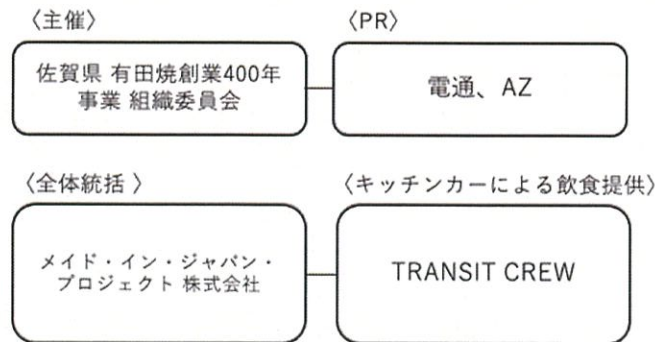 〈主催〉
〈PR〉
佐賀県 有田焼創業400年
事業 組織委員会
電通、AZ
〈全体統括 〉
〈キッチンカーによる飲食提供〉
メイド・イン・ジャパン・
プロジェクト 株式会社
TRANSIT CREW